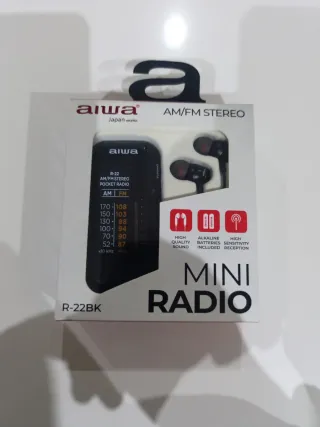 a
aiwa
Japan
AM/FM STEREO
aiwa
R-22
AM/FM STEREO
POCKET RADIO
AM FM
170 108
150 103
130 98
100 94
70 90
52 87
HIGH
QUALITY
SOUND
ALKALINE
BATTERIES
INCLUDED
HIGH
SENSITIVITY
RECEPTION
MINI
RADIO
R-22BK